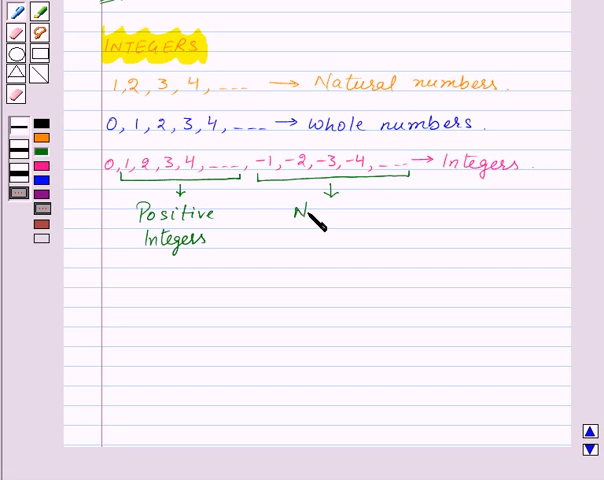 INTEGERS
1, 2, 3, 4, ---- → Natural numbers.
0, 1, 2, 3, 4, ---- → whole numbers.
0, 1, 2, 3, 4, ----, -1, -2, -3, -4, ---- → Integers.
Positive N
Integers